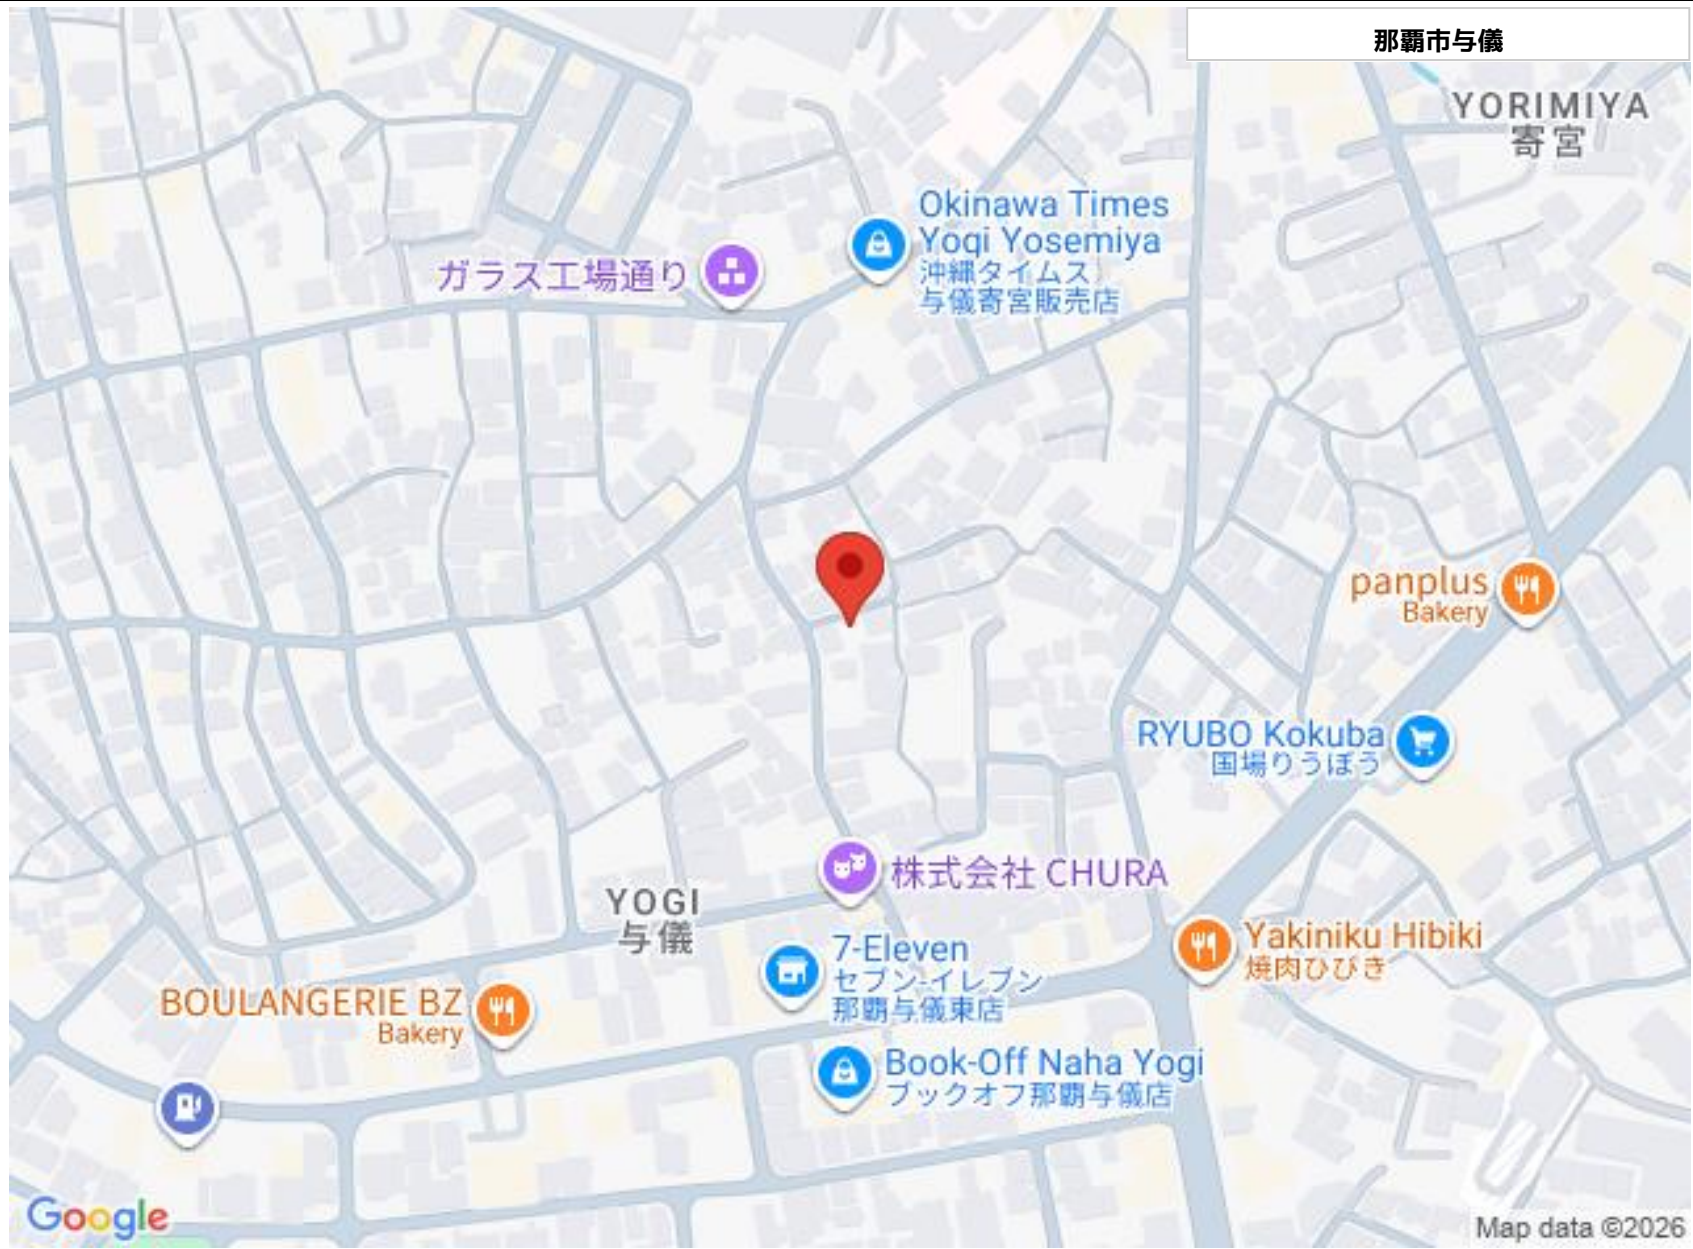 那覇市与儀
YORIMIYA
寄宮
Okinawa Times
Yogi Yosemiya
沖縄タイムス
与儀寄宮販売店
ガラス工場通り
panplus
Bakery
RYUBO Kokuba
国場りうぼう
株式会社 CHURA
YOGI
与儀
Yakiniku Hibiki
焼肉ひびき
7-Eleven
セブン-イレブン
那覇与儀東店
BOULANGERIE BZ
Bakery
Book-Off Naha Yogi
ブックオフ那覇与儀店
Google
Map data ©2026